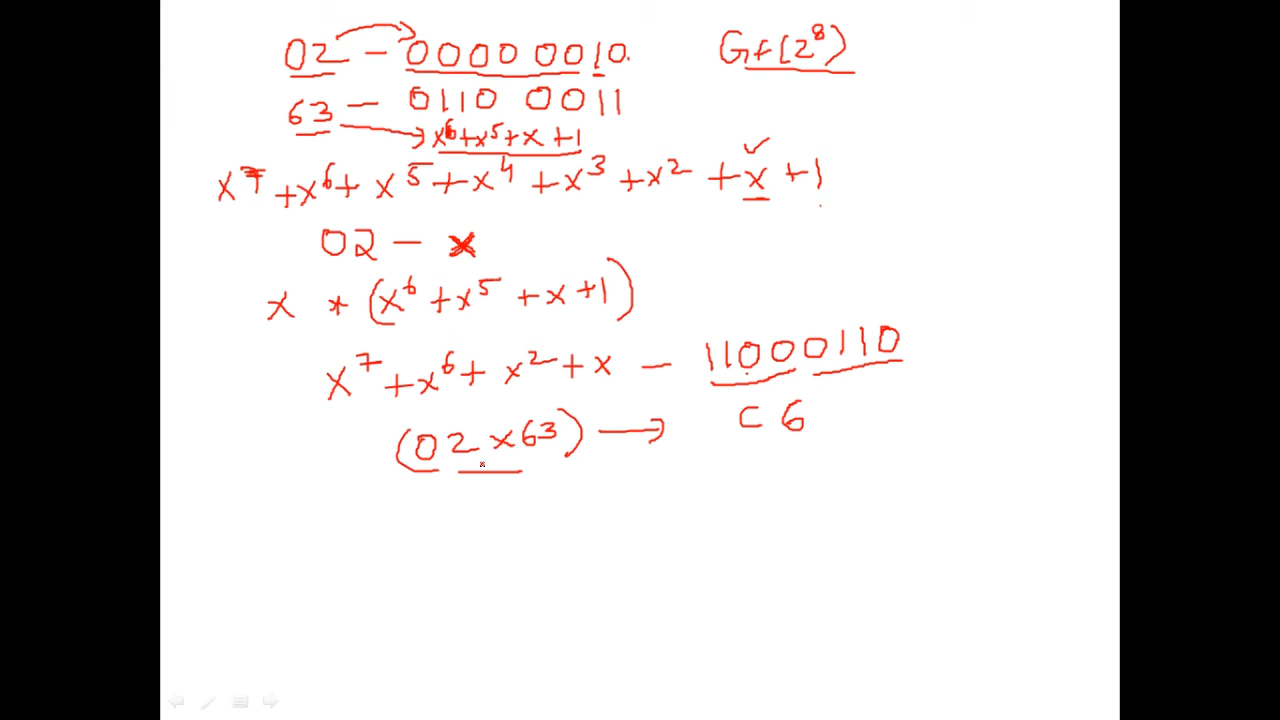 02 – 00000010. Gf(2⁸)
63 – 0110 0011
x⁶+x⁵+x+1
x⁷+x⁶+x⁵+x⁴+x³+x²+x+1
02 – x
x * (x⁶+x⁵+x+1)
x⁷+x⁶+x²+x – 11000110
(02 x 63) → C6